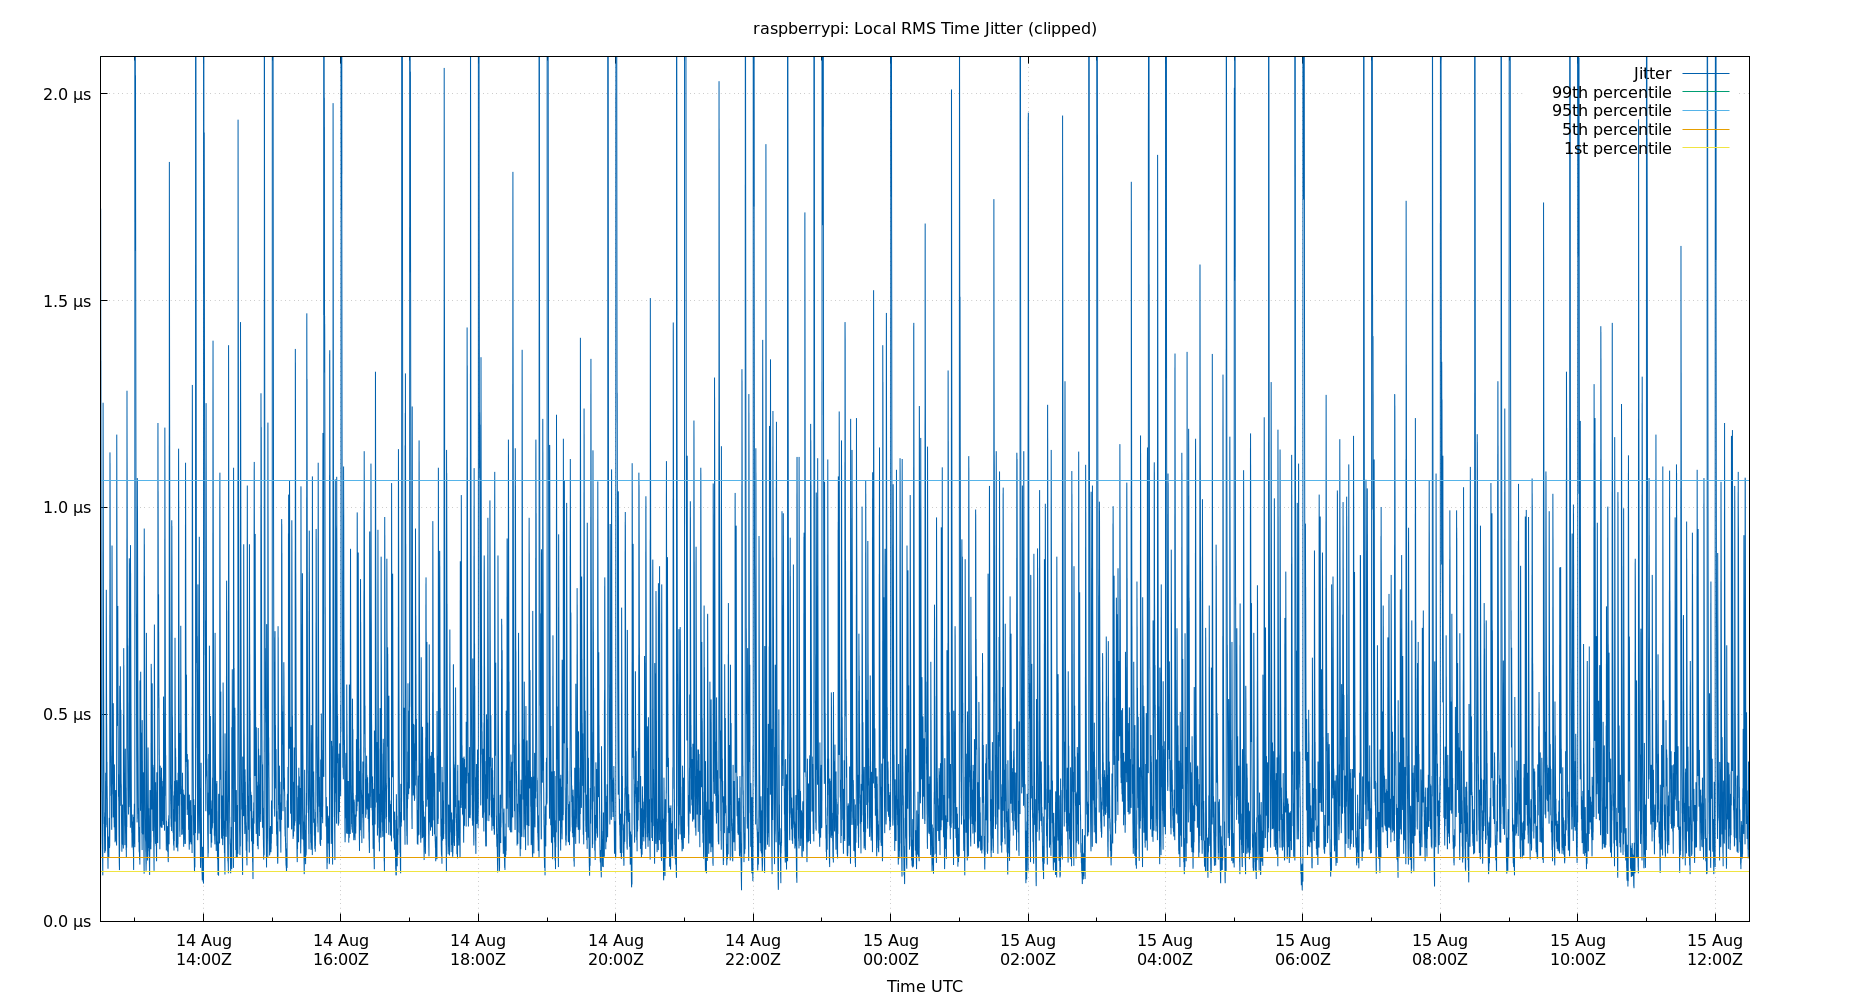 raspberrypi: Local RMS Time Jitter (clipped)
Jitter
99th percentile
95th percentile
5th percentile
1st percentile
2.0 µs
1.5 µs
1.0 µs
0.5 µs
0.0 µs
14 Aug 14 Aug 14 Aug 14 Aug 14 Aug 15 Aug 15 Aug 15 Aug 15 Aug 15 Aug 15 Aug 15 Aug
14:00Z 16:00Z 18:00Z 20:00Z 22:00Z 00:00Z 02:00Z 04:00Z 06:00Z 08:00Z 10:00Z 12:00Z
Time UTC